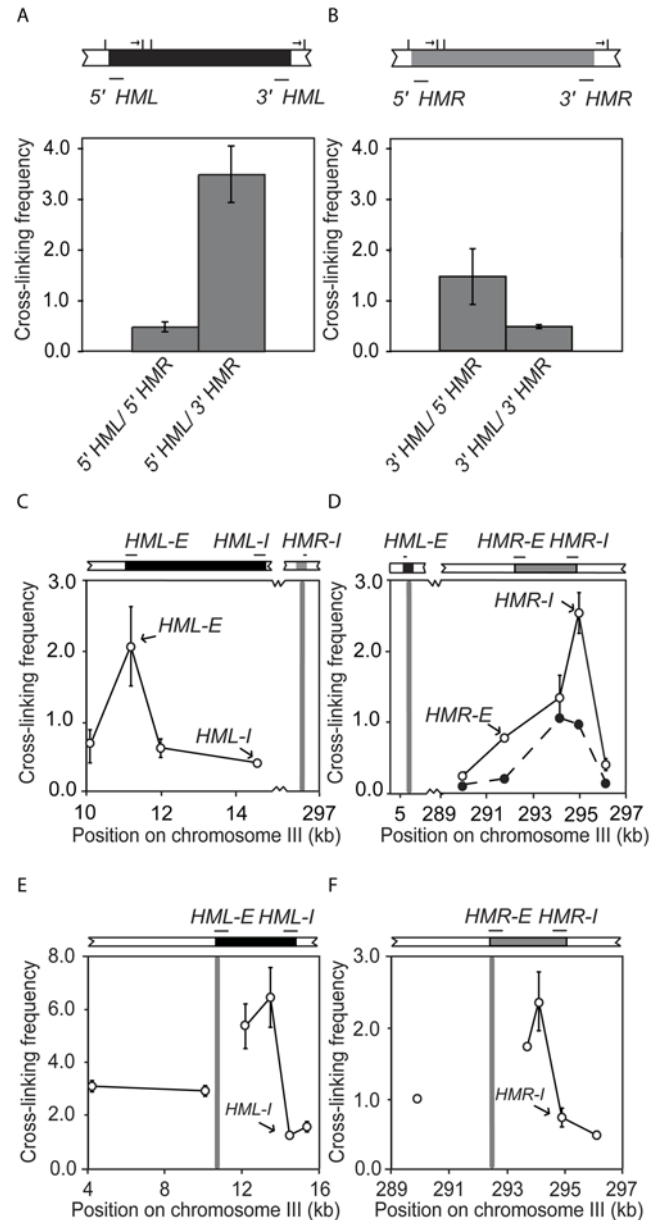 A
B
5' HML
3' HML
5' HMR
3' HMR
Cross-linking frequency
4.0
3.0
2.0
1.0
0.0
5' HML/ 5' HMR
5' HML/ 3' HMR
Cross-linking frequency
4.0
3.0
2.0
1.0
0.0
3' HML/ 5' HMR
3' HML/ 3' HMR
C
D
HML-E
HML-I
HMR-I
Cross-linking frequency
3.0
2.0
1.0
0.0
HML-E
HML-I
10 12 14 297
Position on chromosome III (kb)
HML-E
HMR-E
HMR-I
Cross-linking frequency
3.0
2.0
1.0
0.0
HMR-I
HMR-E
5 289 291 293 295 297
Position on chromosome III (kb)
E
F
HML-E
HML-I
Cross-linking frequency
8.0
6.0
4.0
2.0
0.0
HML-I
4 8 12 16
Position on chromosome III (kb)
HMR-E
HMR-I
Cross-linking frequency
3.0
2.0
1.0
0.0
HMR-I
289 291 293 295 297
Position on chromosome III (kb)